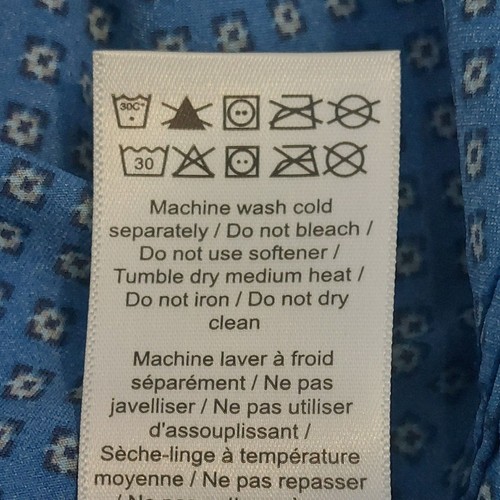 30C°
30
Machine wash cold
separately / Do not bleach /
Do not use softener /
Tumble dry medium heat /
Do not iron / Do not dry
clean
Machine laver à froid
séparément / Ne pas
javelliser / Ne pas utiliser
d'assouplissant /
Sèche-linge à température
moyenne / Ne pas repasser